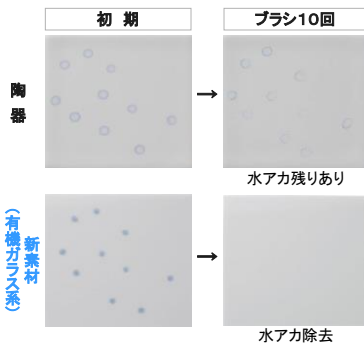 初期
ブラシ10回
陶器
水アカ残りあり
新素材
(有機ガラス系)
水アカ除去